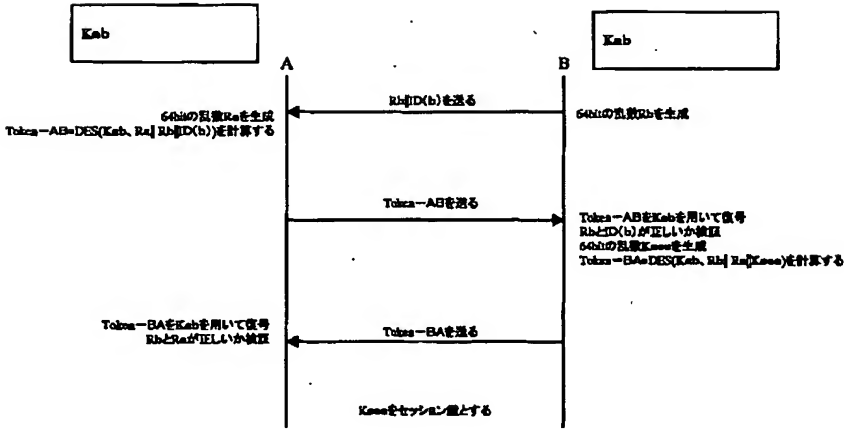 Kab
Kab
A
B
Rb||ID(b)を送る
64bitの乱数Raを生成
Token-AB=DES(Kab、Ra||Rb||ID(b))を計算する
64bitの乱数Rbを生成
Token-ABを送る
Token-ABをKabを用いて復号
RbとID(b)が正しいか検証
64bitの乱数Ksesを生成
Token-BA=DES(Kab、Rb||Ra||Kses)を計算する
Token-BAをKabを用いて復号
RbとRaが正しいか検証
Token-BAを送る
Ksesをセッション鍵とする